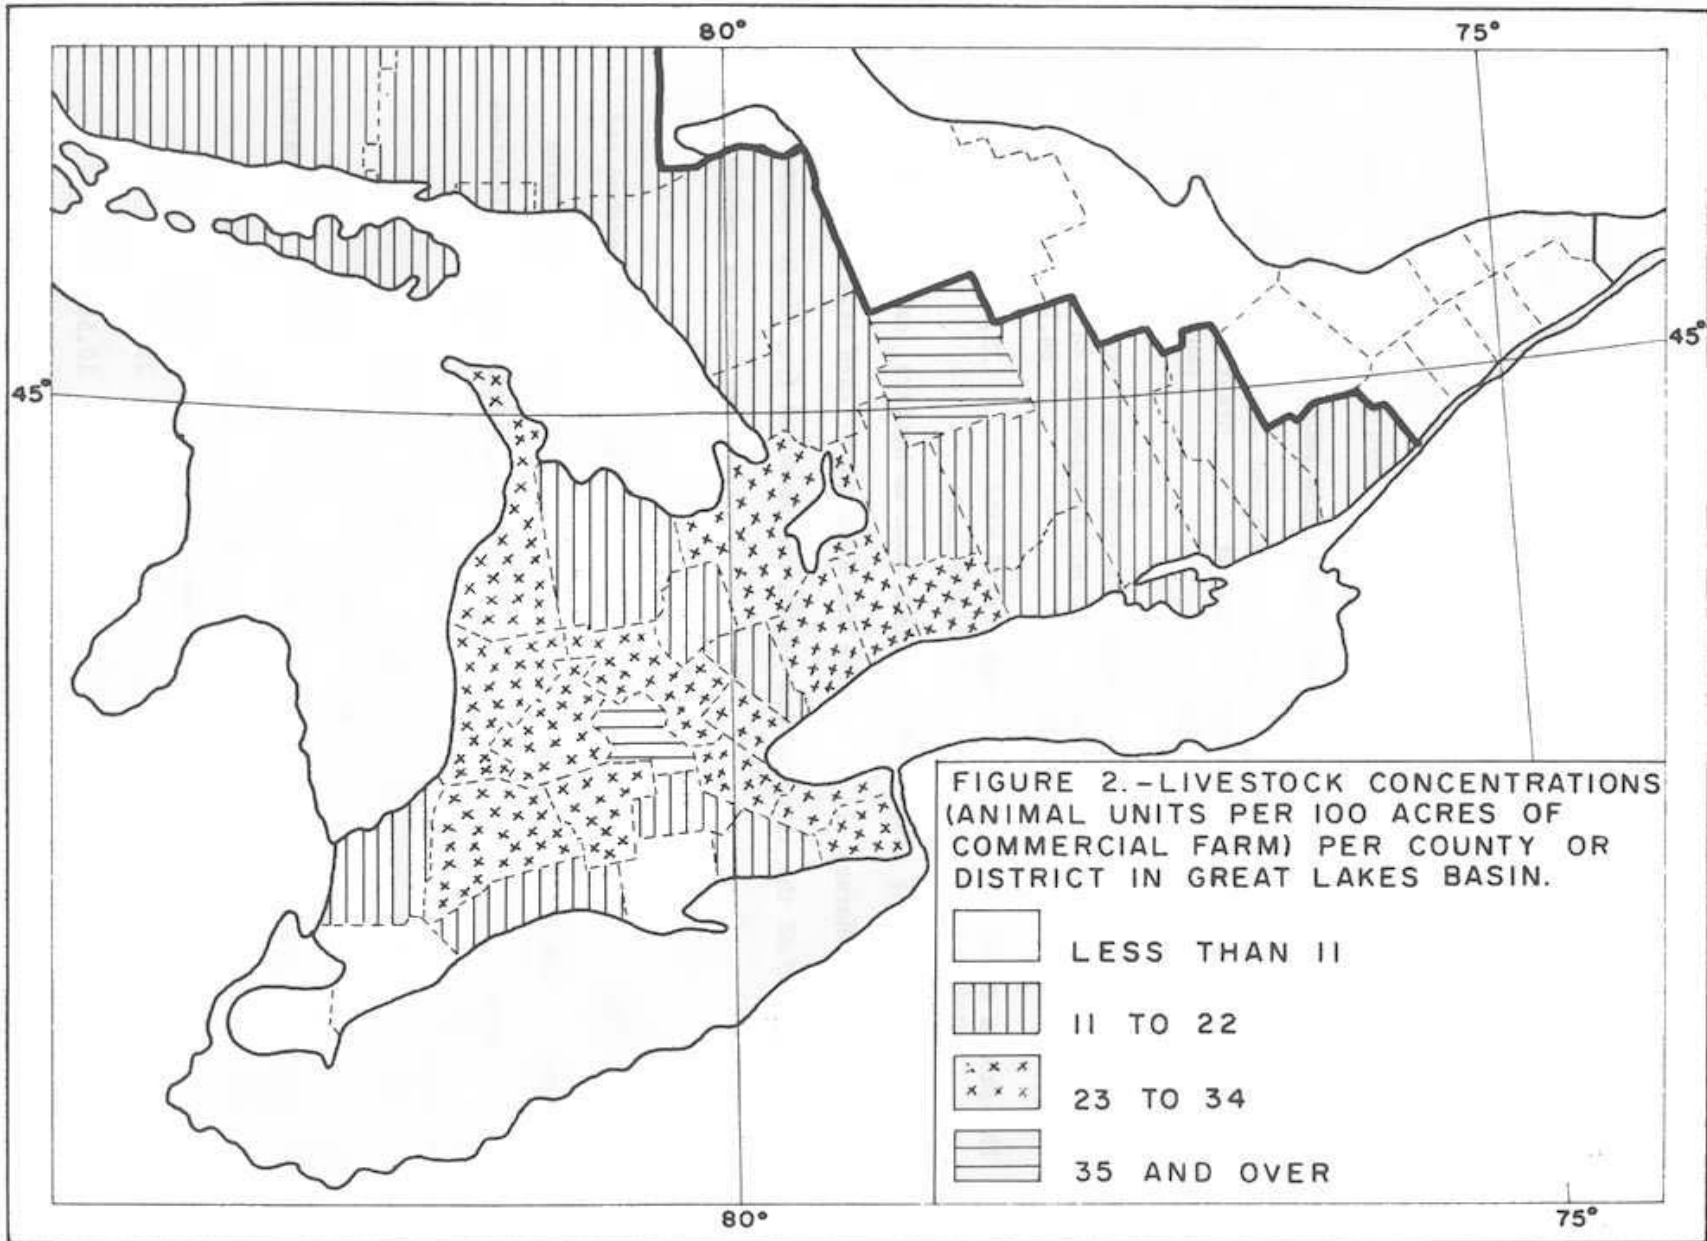 80° 75°
45°
45°
FIGURE 2.-LIVESTOCK CONCENTRATIONS
(ANIMAL UNITS PER 100 ACRES OF
COMMERCIAL FARM) PER COUNTY OR
DISTRICT IN GREAT LAKES BASIN.
LESS THAN 11
11 TO 22
23 TO 34
35 AND OVER
80° 75°